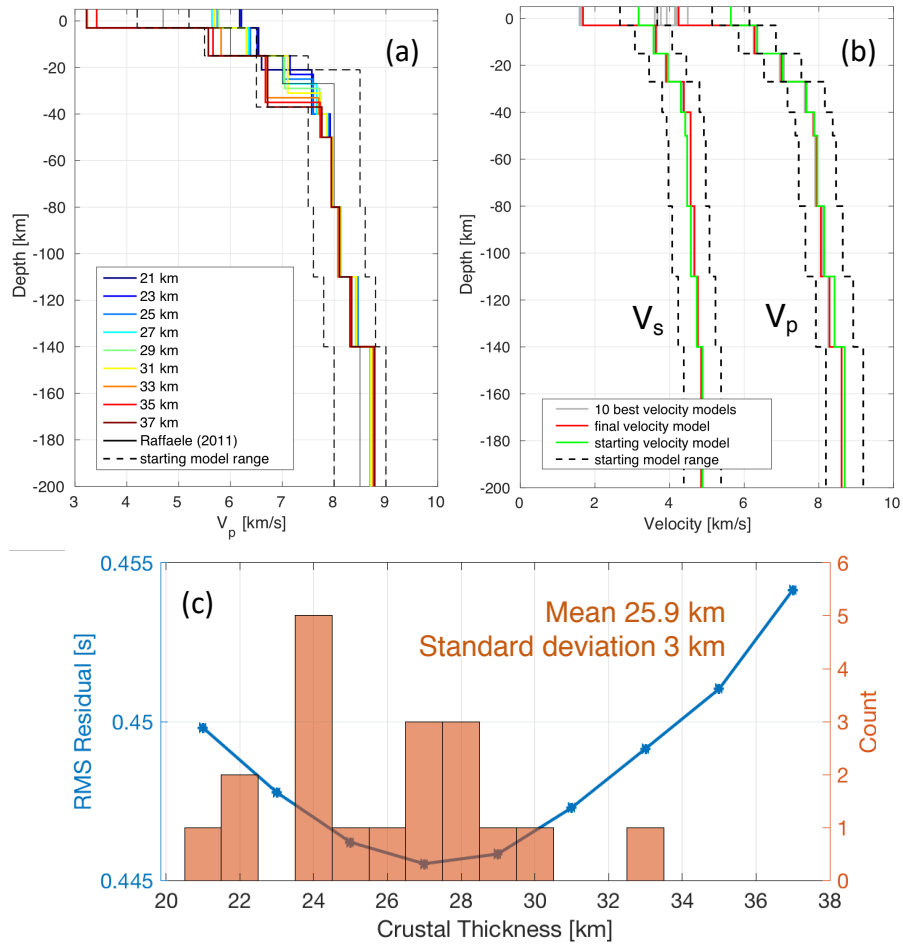 (a)
0
-20
-40
-60
-80
-100
-120
-140
-160
-180
-200
Depth [km]
21 km
23 km
25 km
27 km
29 km
31 km
33 km
35 km
37 km
Raffaele (2011)
starting model range
3 4 5 6 7 8 9 10
Vp [km/s]
(b)
0
-20
-40
-60
-80
-100
-120
-140
-160
-180
-200
Depth [km]
Vs
Vp
10 best velocity models
final velocity model
starting velocity model
starting model range
0 2 4 6 8 10
Velocity [km/s]
(c)
0.455
0.45
0.445
RMS Residual [s]
Mean 25.9 km
Standard deviation 3 km
6
5
4
3
2
1
0
Count
20 22 24 26 28 30 32 34 36 38
Crustal Thickness [km]